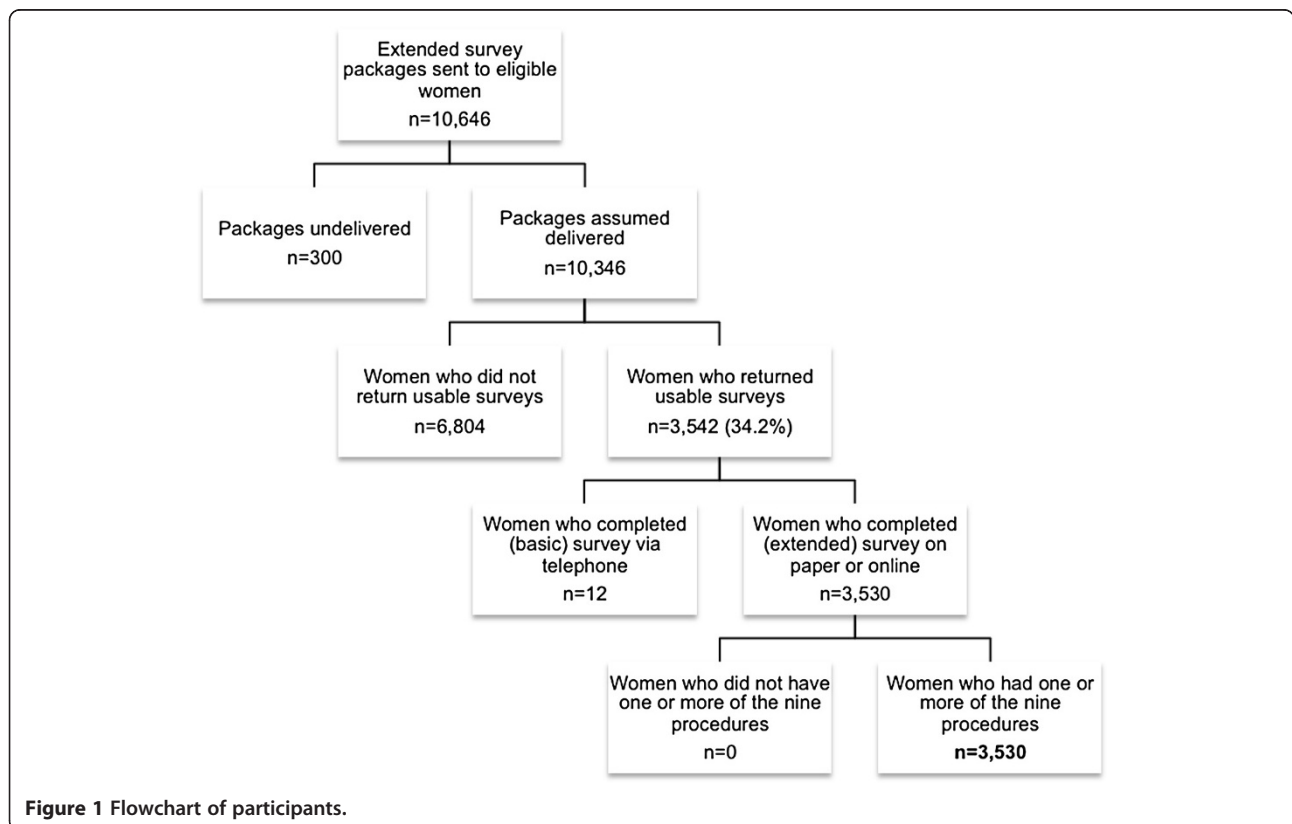 Extended survey
packages sent to eligible
women
n=10,646
Packages undelivered
n=300
Packages assumed
delivered
n=10,346
Women who did not
return usable surveys
n=6,804
Women who returned
usable surveys
n=3,542 (34.2%)
Women who completed
(basic) survey via
telephone
n=12
Women who completed
(extended) survey on
paper or online
n=3,530
Women who did not have
one or more of the nine
procedures
n=0
Women who had one or
more of the nine
procedures
n=3,530
Figure 1 Flowchart of participants.